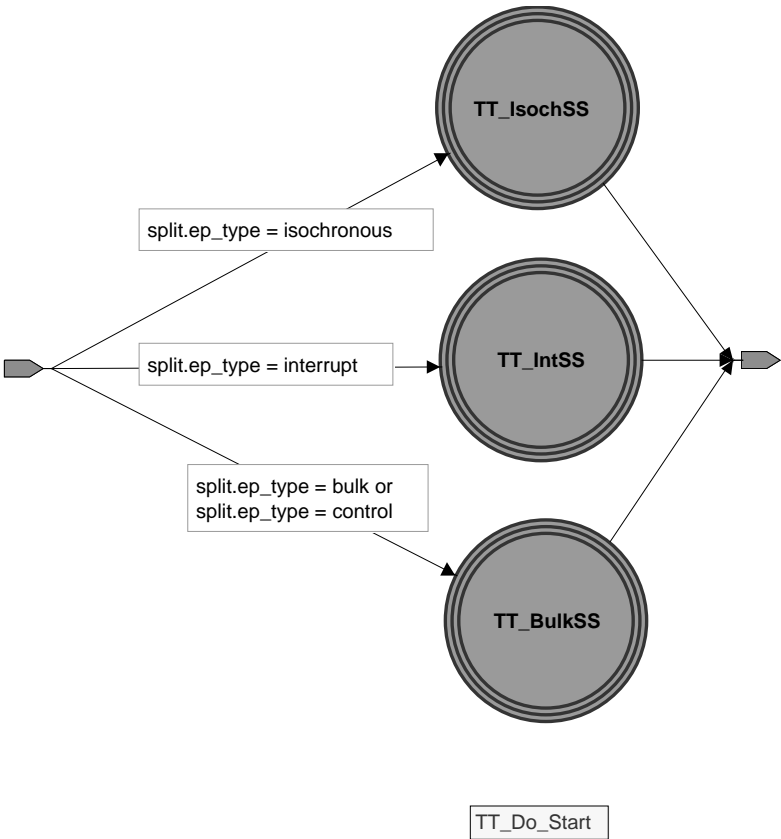 TT_IsochSS
split.ep_type = isochronous
split.ep_type = interrupt
TT_IntSS
split.ep_type = bulk or
split.ep_type = control
TT_BulkSS
TT_Do_Start